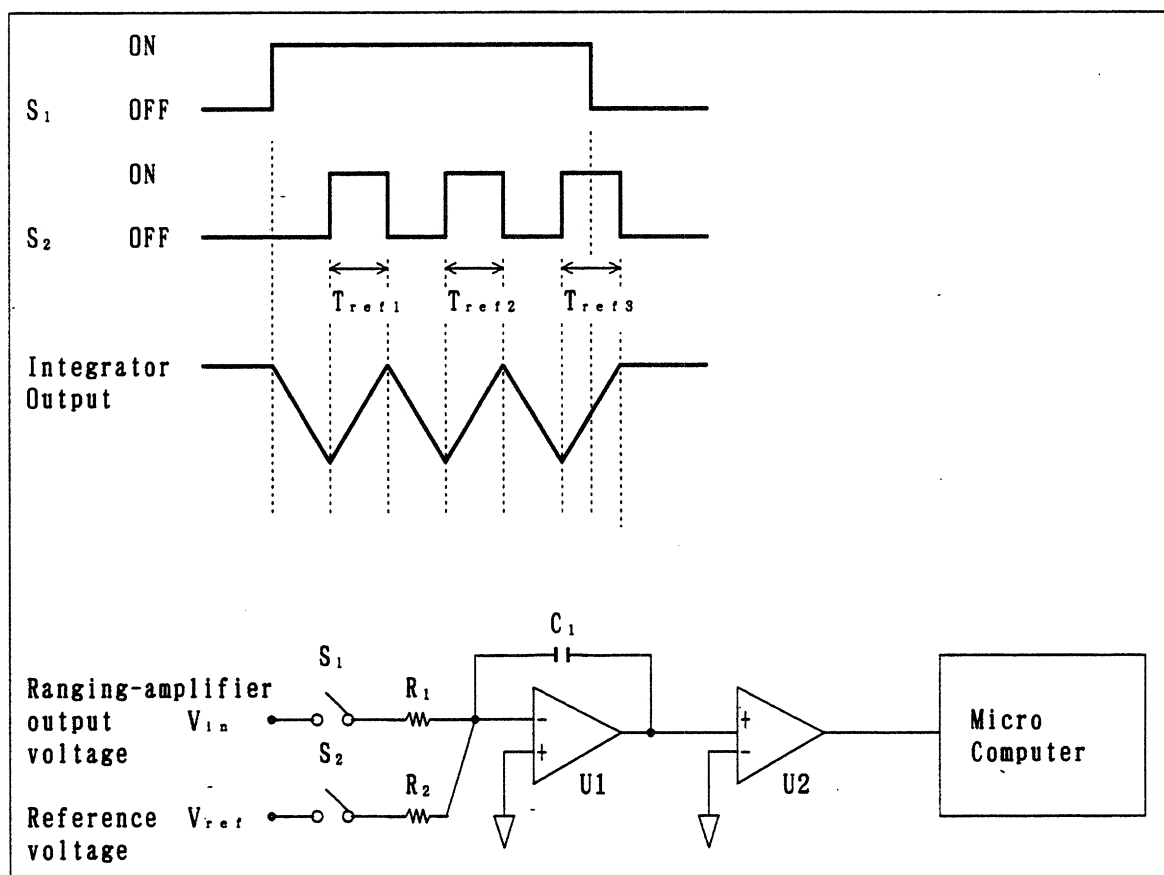 ON
S₁ OFF
ON
S₂ OFF
Tref1 Tref2 Tref3
Integrator
Output
C₁
S₁
Ranging-amplifier R₁
output Vin
voltage
S₂
R₂
Reference Vref
voltage
-
+
U1
+
-
U2
Micro
Computer